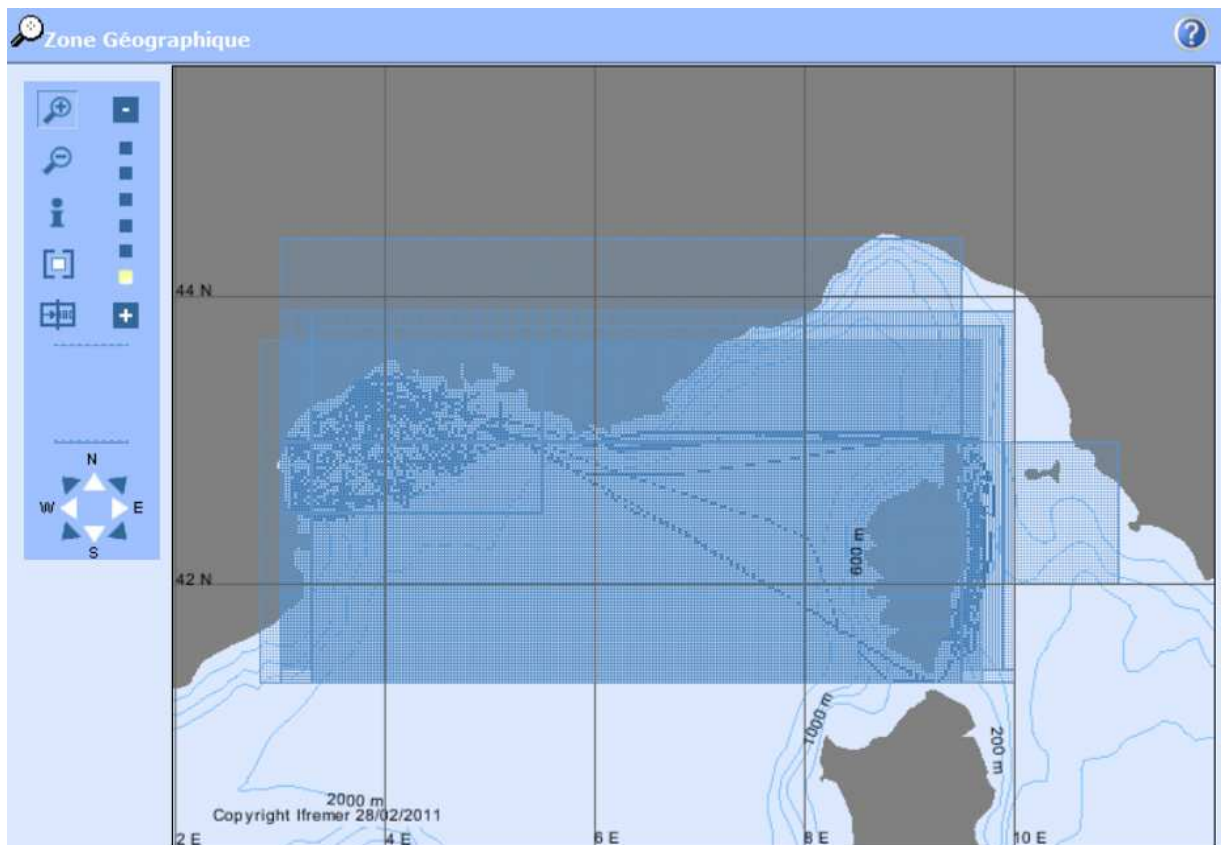 Zone Géographique
?
-
+
N
W
E
S
44 N
42 N
600 m
1000 m
200 m
2000 m
Copyright Ifremer 28/02/2011
2 E
4 E
6 E
8 E
10 E